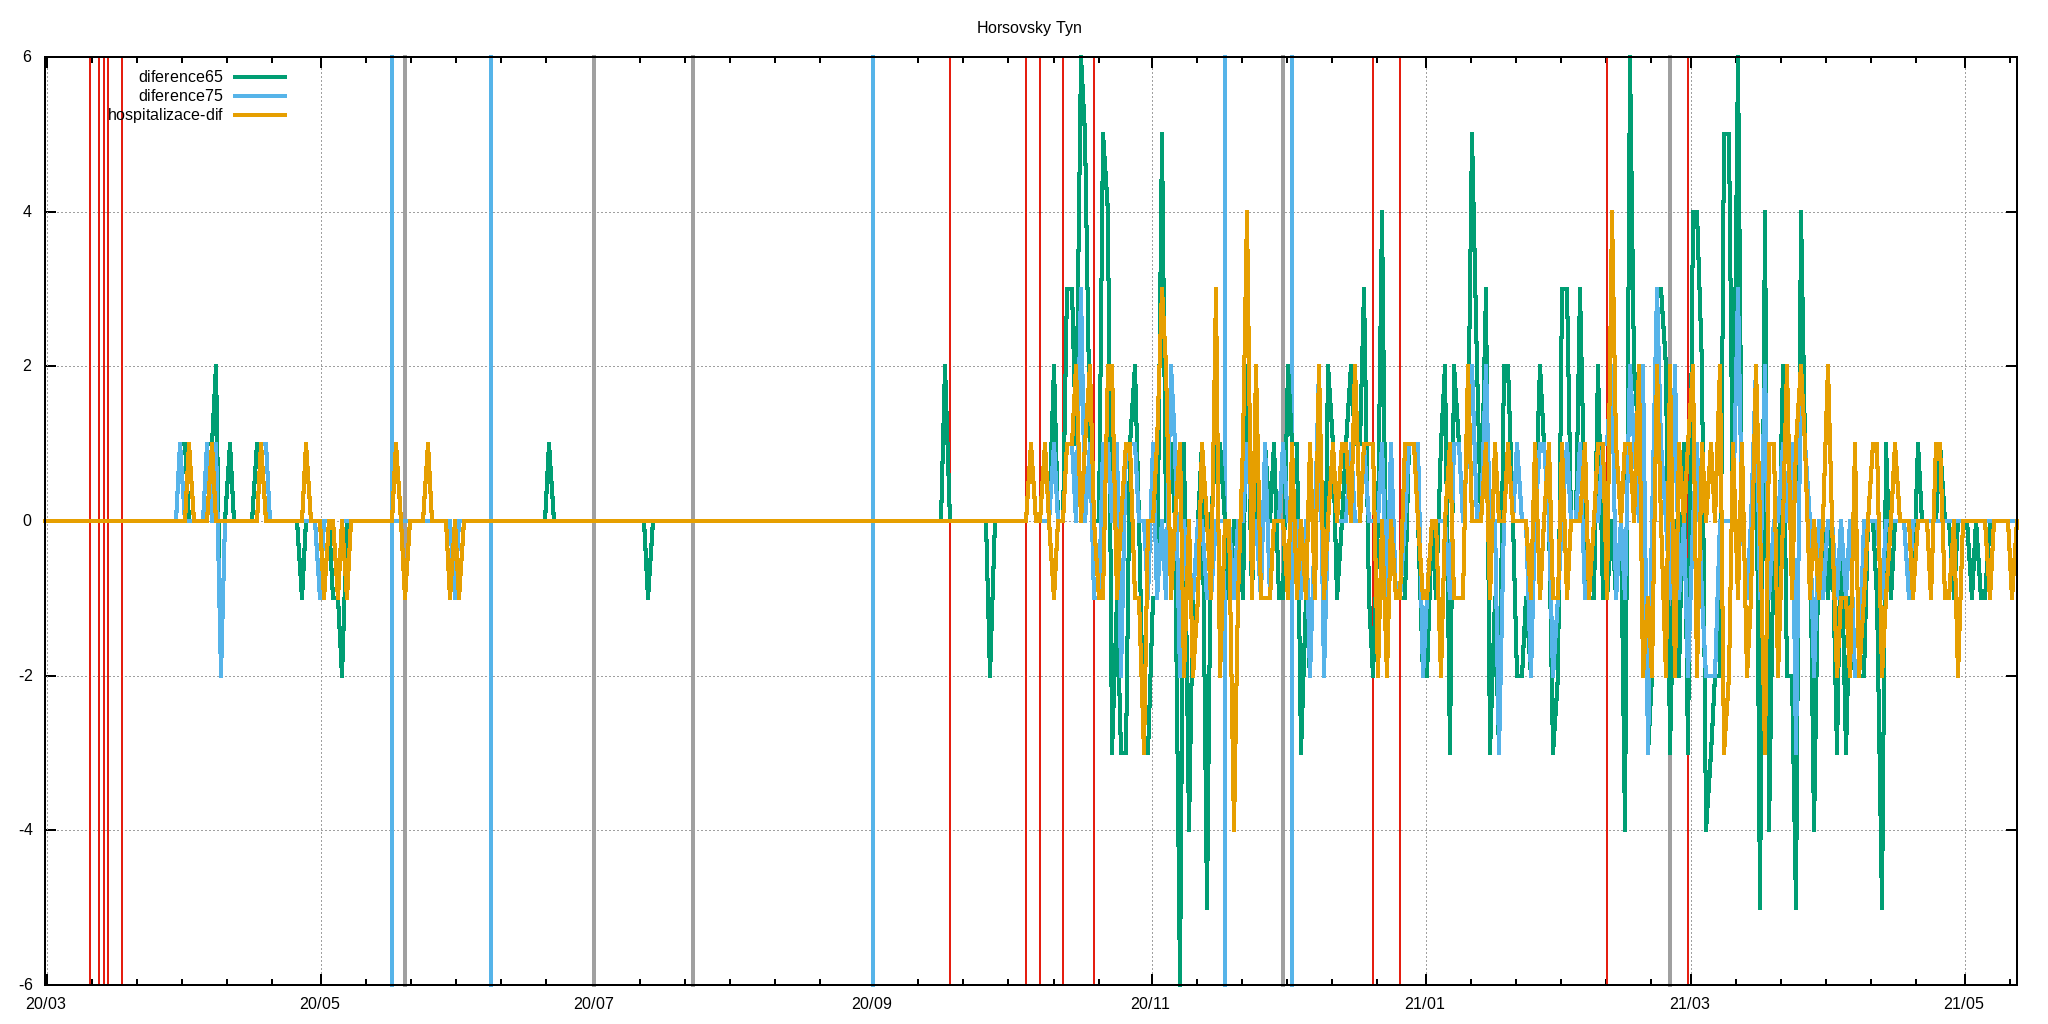 Horsovsky Tyn
6
diference65
diference75
hospitalizace-dif
4
2
0
-2
-4
-6
20/03 20/05 20/07 20/09 20/11 21/01 21/03 21/05